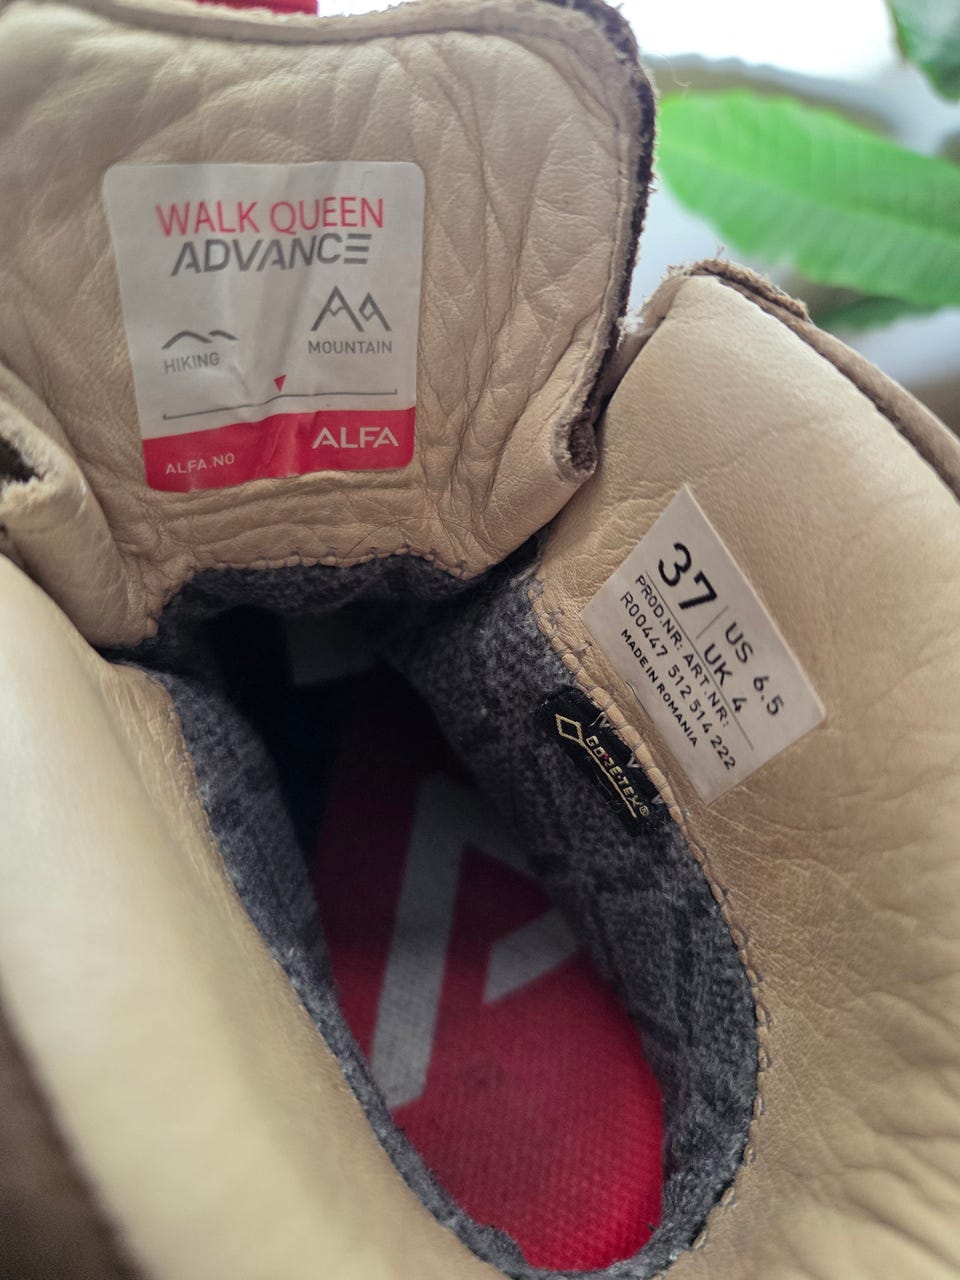 WALK QUEEN
ADVANCE
HIKING
MOUNTAIN
ALFA.NO
ALFA
37
US 6.5
UK 4
PROD.NR: ART.NR:
R00447 512 514 222
MADE IN ROMANIA
GORE-TEX®